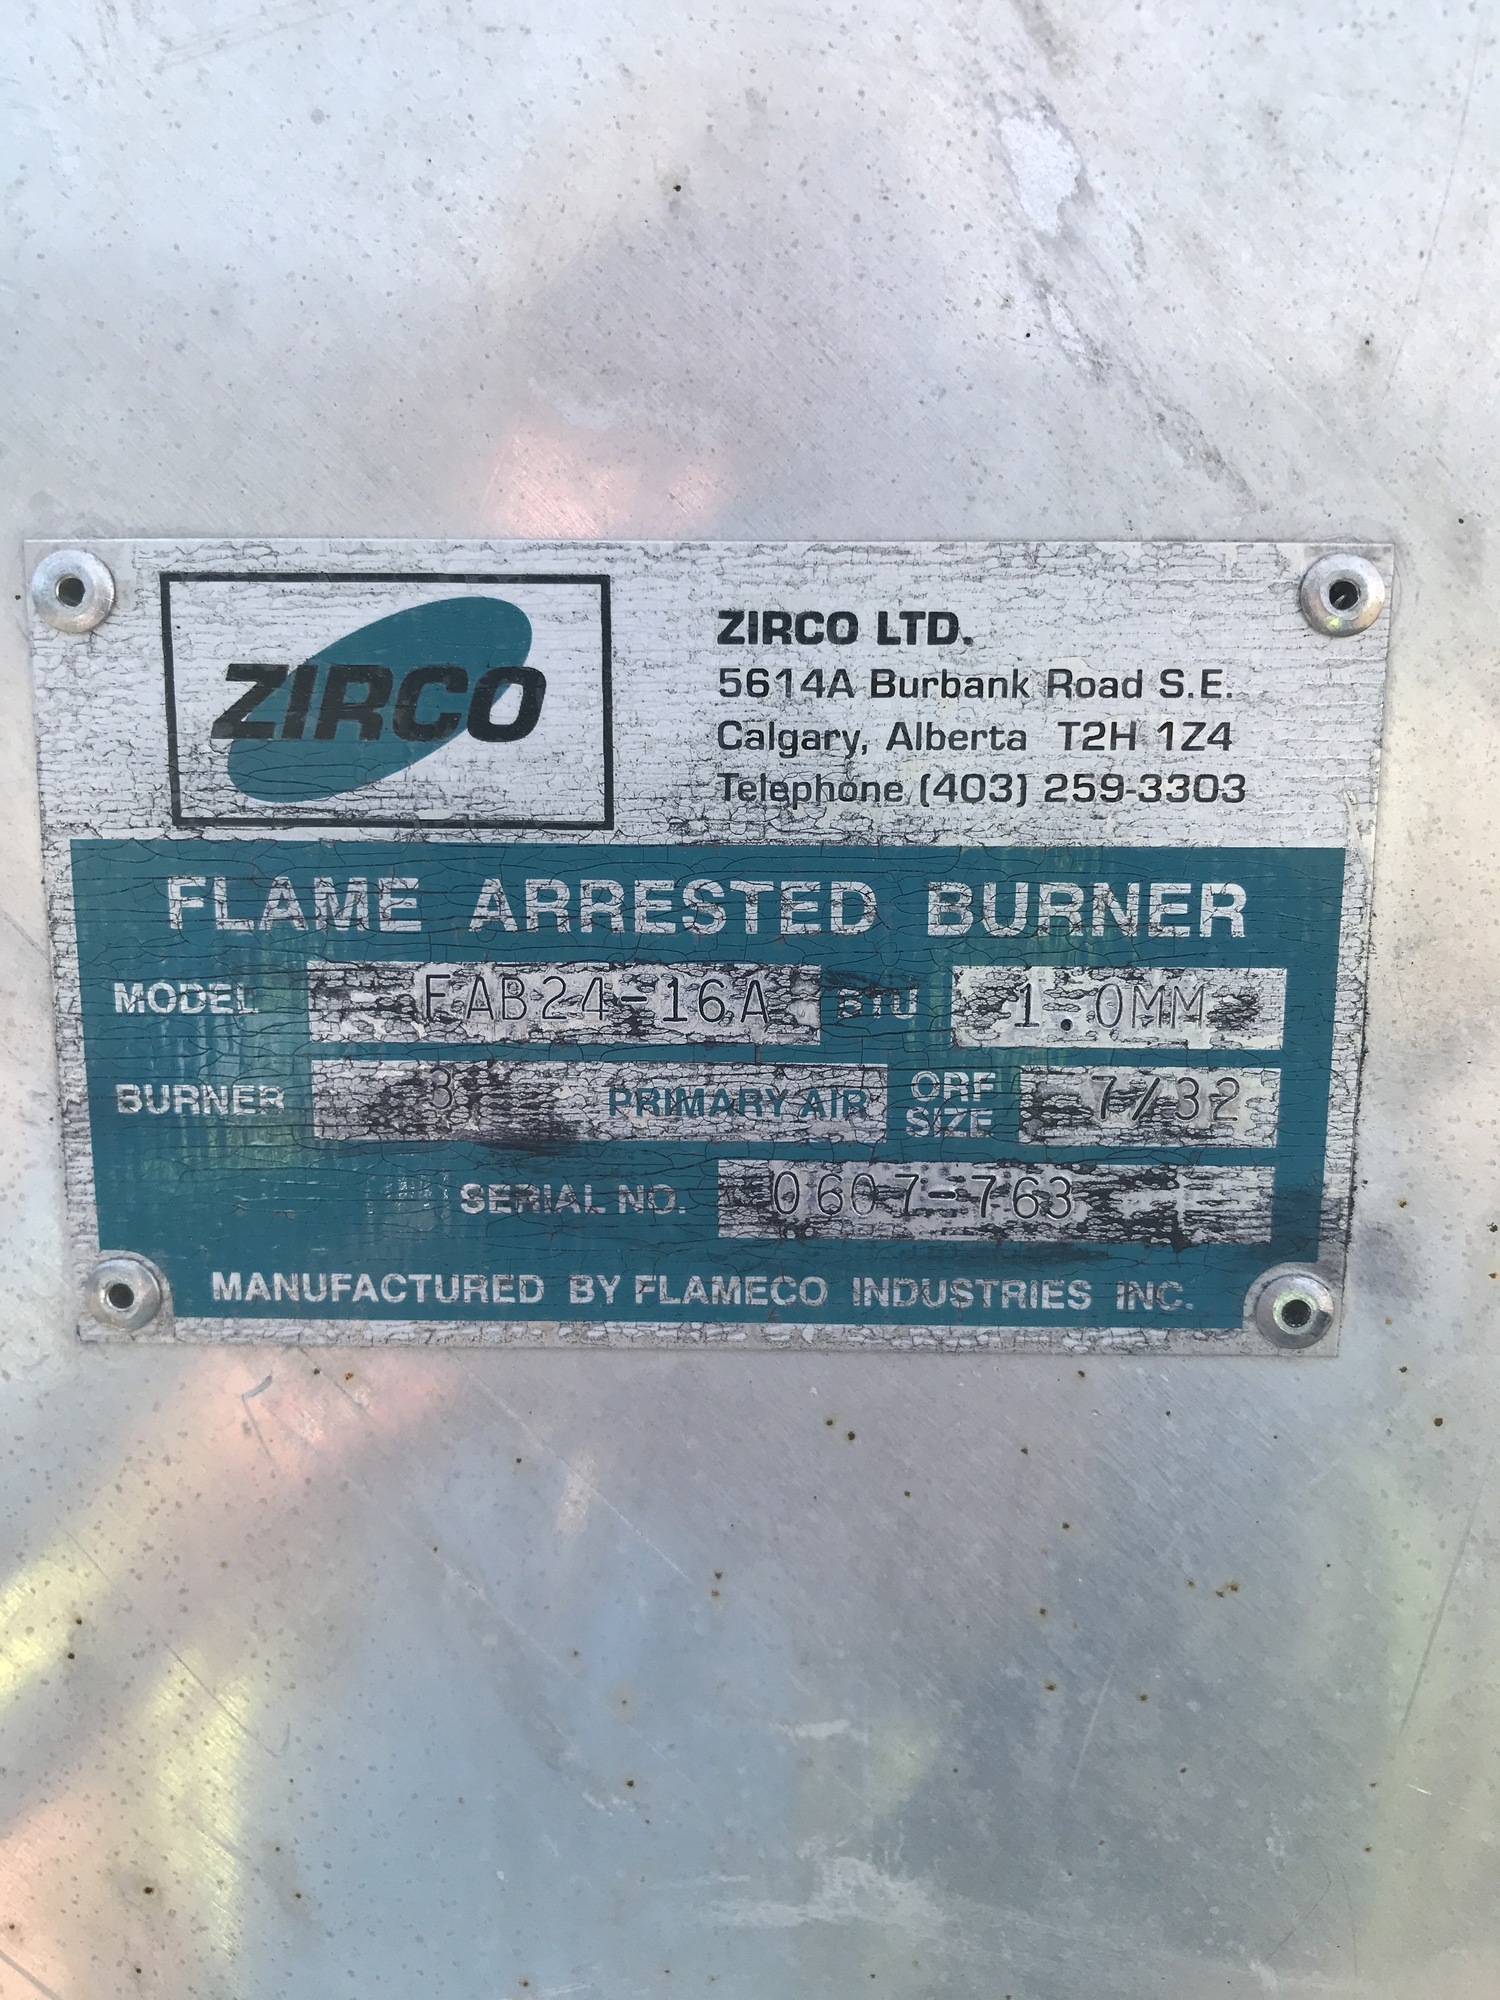 ZIRCO
ZIRCO LTD.
5614A Burbank Road S.E.
Calgary, Alberta T2H 1Z4
Telephone (403) 259-3303
FLAME ARRESTED BURNER
MODEL FAB24-16A BTU 1.0MM
BURNER 3 PRIMARY AIR ORF SIZE 7/32
SERIAL NO. 0607-763
MANUFACTURED BY FLAMECO INDUSTRIES INC.